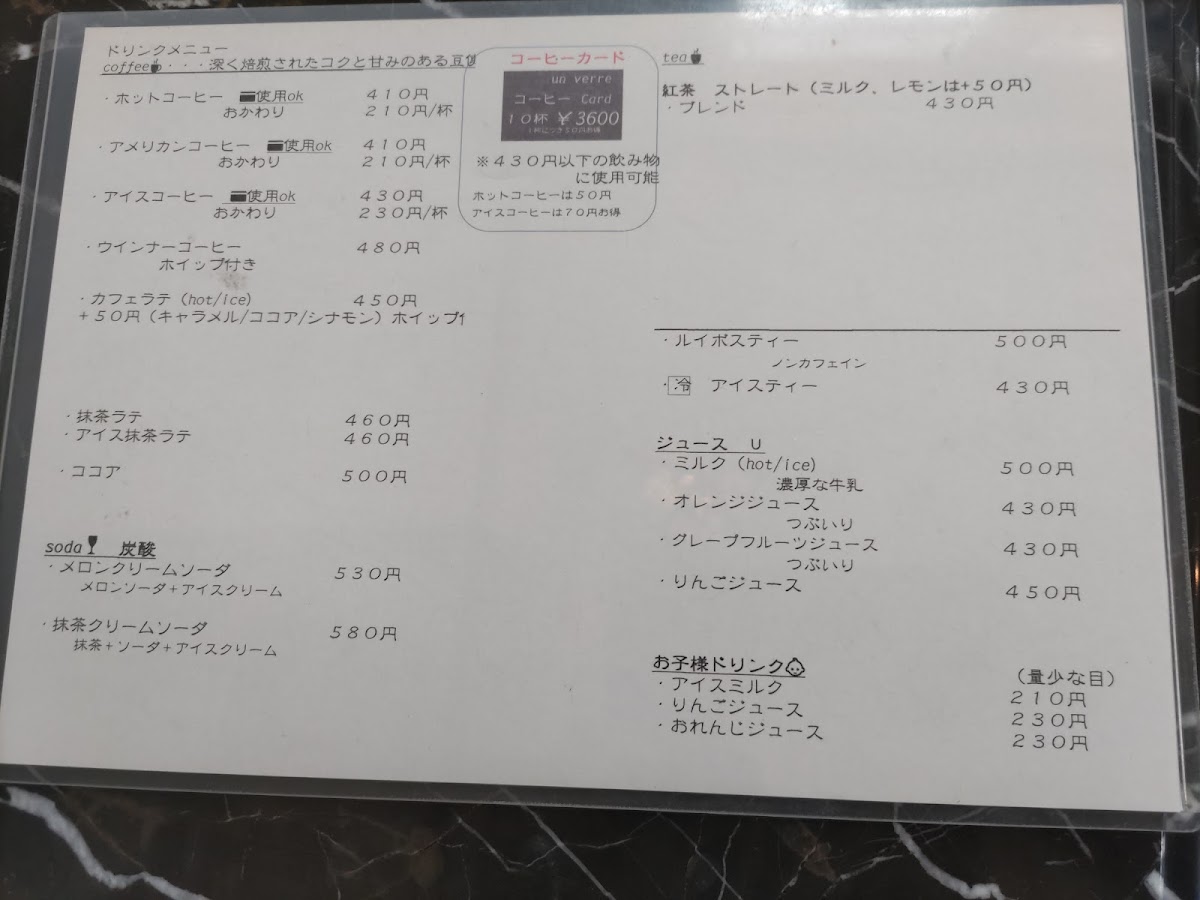 ドリンクメニュー
coffee・・・深く焙煎されたコクと甘みのある豆
・ホットコーヒー 使用ok 410円
おかわり 210円/杯
・アメリカンコーヒー 使用ok 410円
おかわり 210円/杯
・アイスコーヒー 使用ok 430円
おかわり 230円/杯
・ウインナーコーヒー 480円
ホイップ付き
・カフェラテ (hot/ice) 450円
+50円(キャラメル/ココア/シナモン)ホイップ
・抹茶ラテ 460円
・アイス抹茶ラテ 460円
・ココア 500円
soda 炭酸
・メロンクリームソーダ 530円
メロンソーダ+アイスクリーム
・抹茶クリームソーダ 580円
抹茶+ソーダ+アイスクリーム
コーヒーカード
un verre
コーヒー Card
10杯 ¥3600
1杯につき50円お得
※430円以下の飲み物
に使用可能
ホットコーヒーは50円
アイスコーヒーは70円お得
tea
紅茶 ストレート(ミルク、レモンは+50円)
・ブレンド 430円
・ルイボスティー 500円
ノンカフェイン
・冷 アイスティー 430円
ジュース U
・ミルク (hot/ice) 500円
濃厚な牛乳
・オレンジジュース 430円
つぶいり
・グレープフルーツジュース 430円
つぶいり
・りんごジュース 450円
お子様ドリンク (量少な目)
・アイスミルク 210円
・りんごジュース 230円
・おれんじジュース 230円